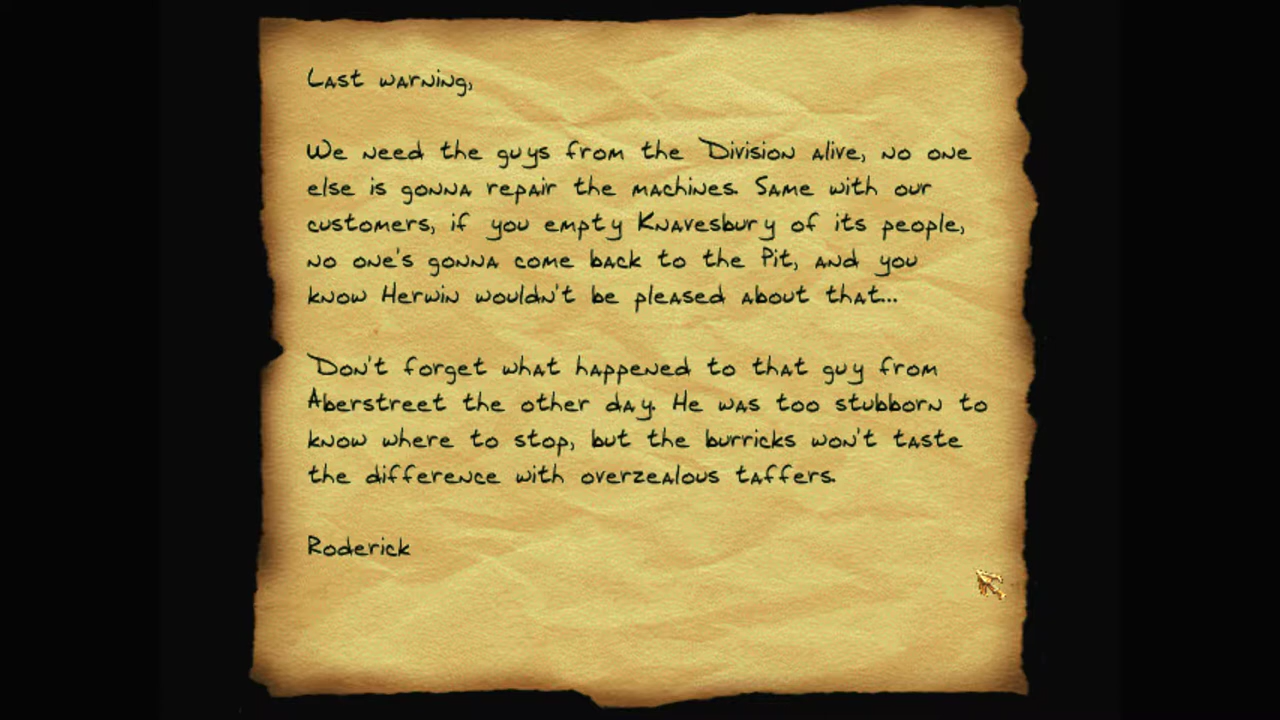 Last warning,
We need the guys from the Division alive, no one
else is gonna repair the machines. Same with our
customers, if you empty Knavesbury of its people,
no one's gonna come back to the Pit, and you
know Herwin wouldn't be pleased about that...
Don't forget what happened to that guy from
Aberstreet the other day. He was too stubborn to
know where to stop, but the burricks won't taste
the difference with overzealous taffers.
Roderick